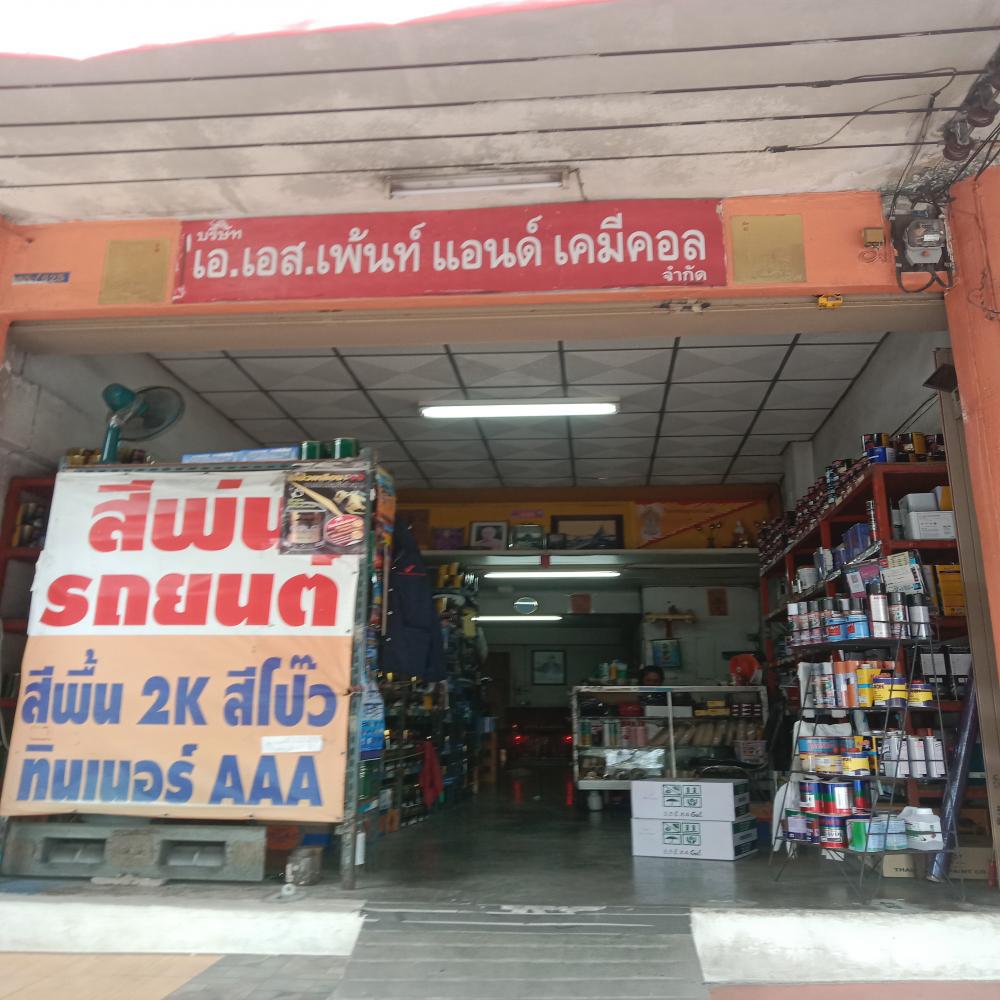 บริษัท
เอ.เอส.เพ้นท์ แอนด์ เคมีคอล
จำกัด
สีพ่น
รถยนต์
สีพื้น 2K สีโป๊ว
ทินเนอร์ AAA